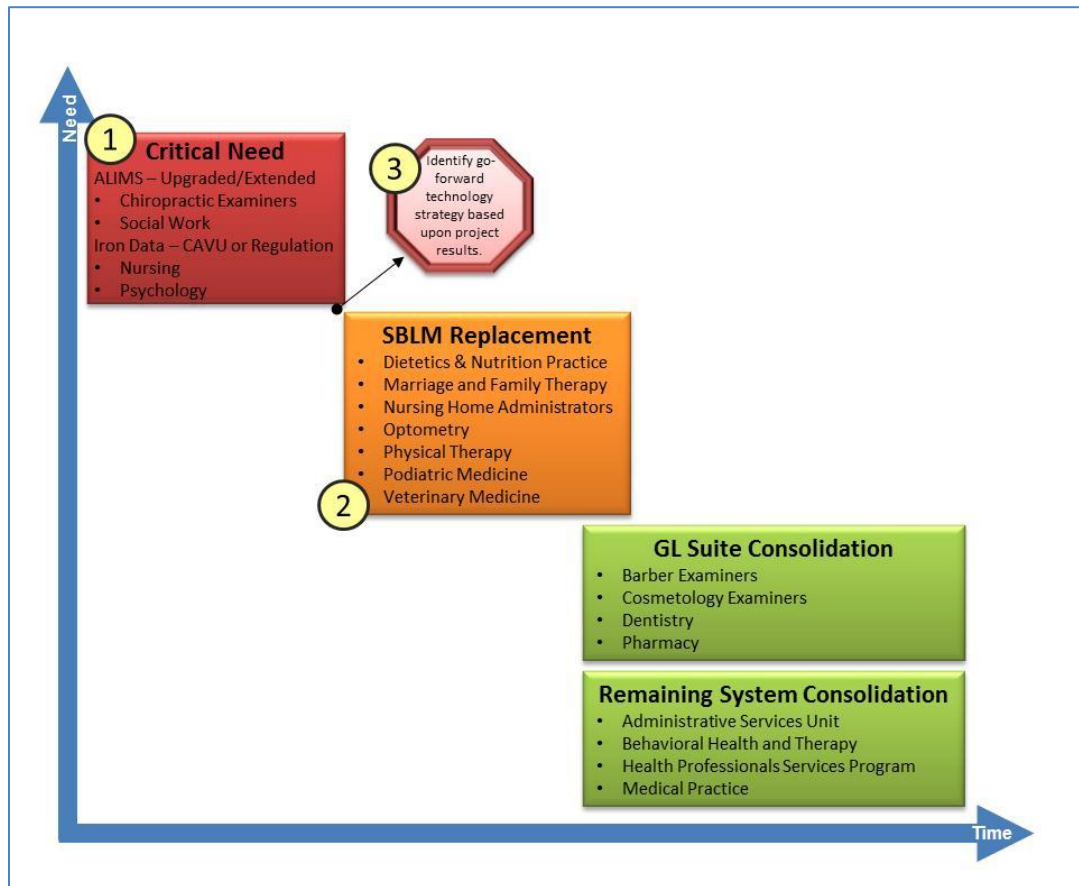 Need
1
Critical Need
ALIMS – Upgraded/Extended
• Chiropractic Examiners
• Social Work
Iron Data – CAVU or Regulation
• Nursing
• Psychology
3
Identify go-
forward
technology
strategy based
upon project
results.
SBLM Replacement
• Dietetics & Nutrition Practice
• Marriage and Family Therapy
• Nursing Home Administrators
• Optometry
• Physical Therapy
• Podiatric Medicine
Veterinary Medicine
2
GL Suite Consolidation
• Barber Examiners
• Cosmetology Examiners
• Dentistry
• Pharmacy
Remaining System Consolidation
• Administrative Services Unit
• Behavioral Health and Therapy
• Health Professionals Services Program
• Medical Practice
Time